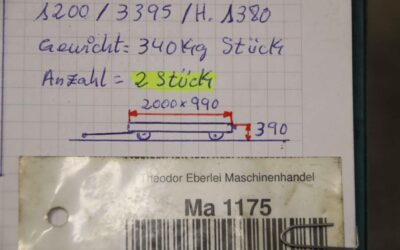 1200 / 3395 / H. 1380
Gewicht = 340 Kg Stück
Anzahl = 2 Stück
2000 x 990
390
Theodor Eberlei Maschinenhandel
Ma 1175